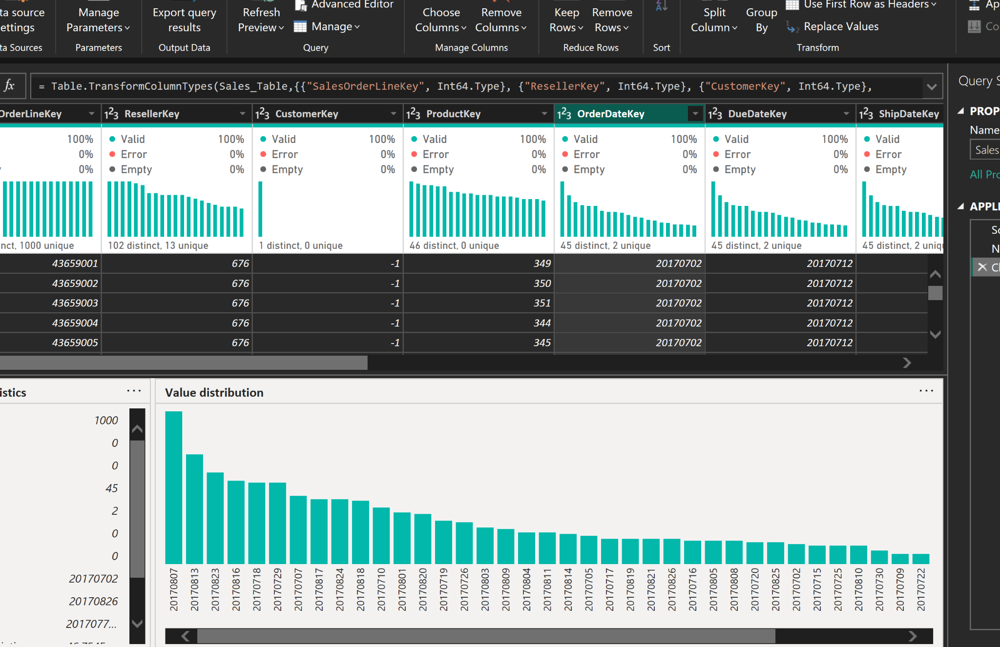 ta source
ettings
ta Sources
Manage
Parameters
Parameters
Export query
results
Output Data
Refresh
Preview
Advanced Editor
Manage
Query
Choose
Columns
Remove
Columns
Manage Columns
Keep
Rows
Remove
Rows
Reduce Rows
Sort
Split
Column
Group
By
Use First Row as Headers
Replace Values
Transform
Ap
Co
fx
= Table.TransformColumnTypes(Sales_Table,{{"SalesOrderLineKey", Int64.Type}, {"ResellerKey", Int64.Type}, {"CustomerKey", Int64.Type},
OrderLineKey 123 ResellerKey 123 CustomerKey 123 ProductKey 123 OrderDateKey 123 DueDateKey 123 ShipDateKey
100% Valid 100% Valid 100% Valid 100% Valid 100% Valid 100% Valid
0% Error 0% Error 0% Error 0% Error 0% Error 0% Error
0% Empty 0% Empty 0% Empty 0% Empty 0% Empty 0% Empty
nct, 1000 unique 102 distinct, 13 unique 1 distinct, 0 unique 46 distinct, 0 unique 45 distinct, 2 unique 45 distinct, 2 unique 45 distinct, 2 uniq
43659001 676 -1 349 20170702 20170712
43659002 676 -1 350 20170702 20170712
43659003 676 -1 351 20170702 20170712
43659004 676 -1 344 20170702 20170712
43659005 676 -1 345 20170702 20170712
Query S
PROP
Name
Sales
All Pro
APPLI
So
N
Cl
istics
1000
0
0
45
2
0
0
20170702
20170826
2017077...
Value distribution
20170807
20170813
20170823
20170816
20170718
20170729
20170707
20170817
20170824
20170818
20170710
20170801
20170820
20170719
20170726
20170803
20170809
20170804
20170811
20170814
20170705
20170717
20170819
20170821
20170826
20170716
20170805
20170808
20170720
20170825
20170702
20170715
20170725
20170810
20170730
20170709
20170722